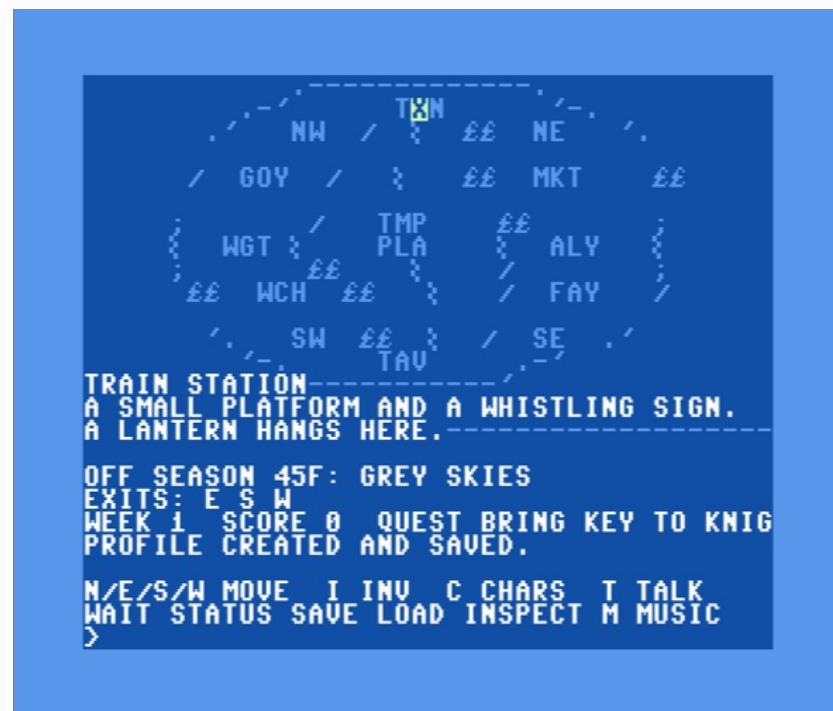 TXN
NW / ££ NE
/ GOY / ££ MKT ££
/ TMP ££
WGT PLA ALY
££ /
££ WCH ££ / FAY /
SW ££ / SE
TAV
TRAIN STATION
A SMALL PLATFORM AND A WHISTLING SIGN.
A LANTERN HANGS HERE.
OFF SEASON 45F: GREY SKIES
EXITS: E S W
WEEK 1 SCORE 0 QUEST BRING KEY TO KNIG
PROFILE CREATED AND SAVED.
N/E/S/W MOVE I INV C CHARS T TALK
WAIT STATUS SAVE LOAD INSPECT M MUSIC
>